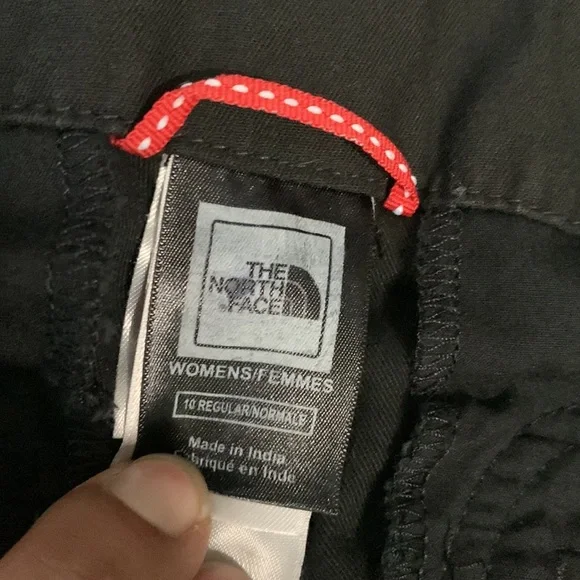 THE
NORTH
FACE
WOMENS/FEMMES
10 REGULAR/NORMALE
Made in India
Fabriqué en Inde